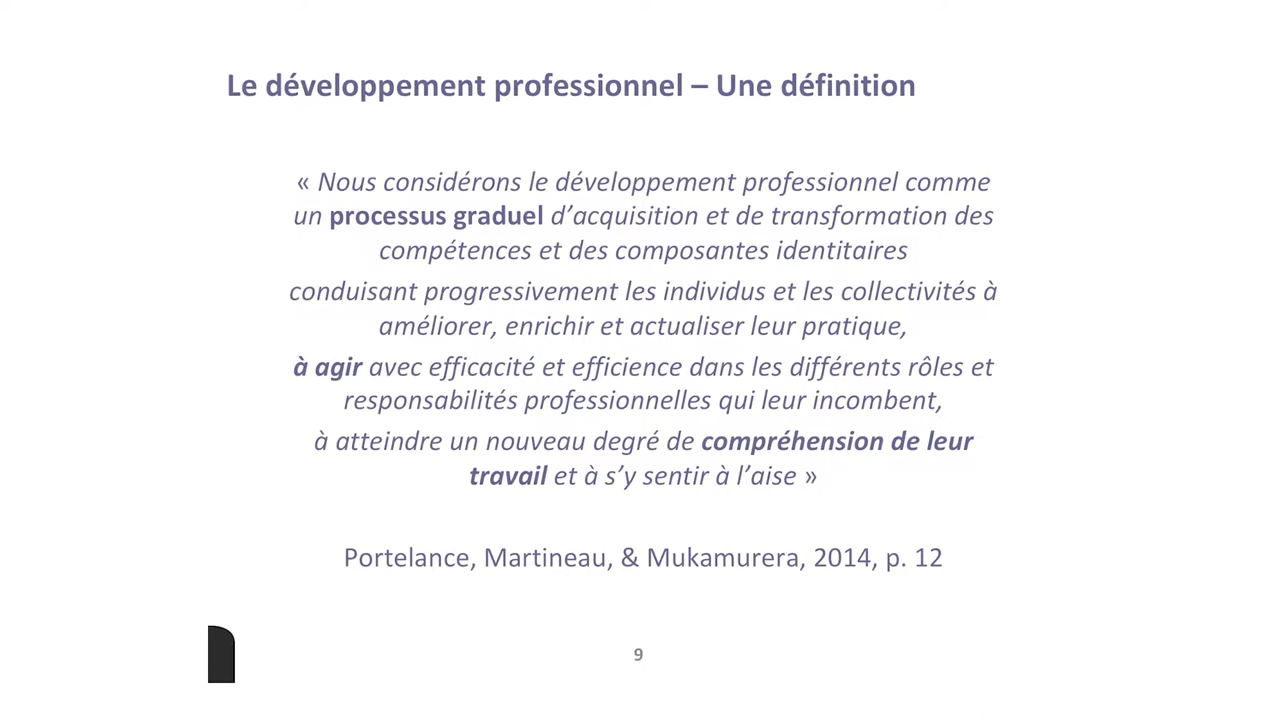 Le développement professionnel – Une définition
« Nous considérons le développement professionnel comme
un processus graduel d’acquisition et de transformation des
compétences et des composantes identitaires
conduisant progressivement les individus et les collectivités à
améliorer, enrichir et actualiser leur pratique,
à agir avec efficacité et efficience dans les différents rôles et
responsabilités professionnelles qui leur incombent,
à atteindre un nouveau degré de compréhension de leur
travail et à s’y sentir à l’aise »
Portelance, Martineau, & Mukamurera, 2014, p. 12
9